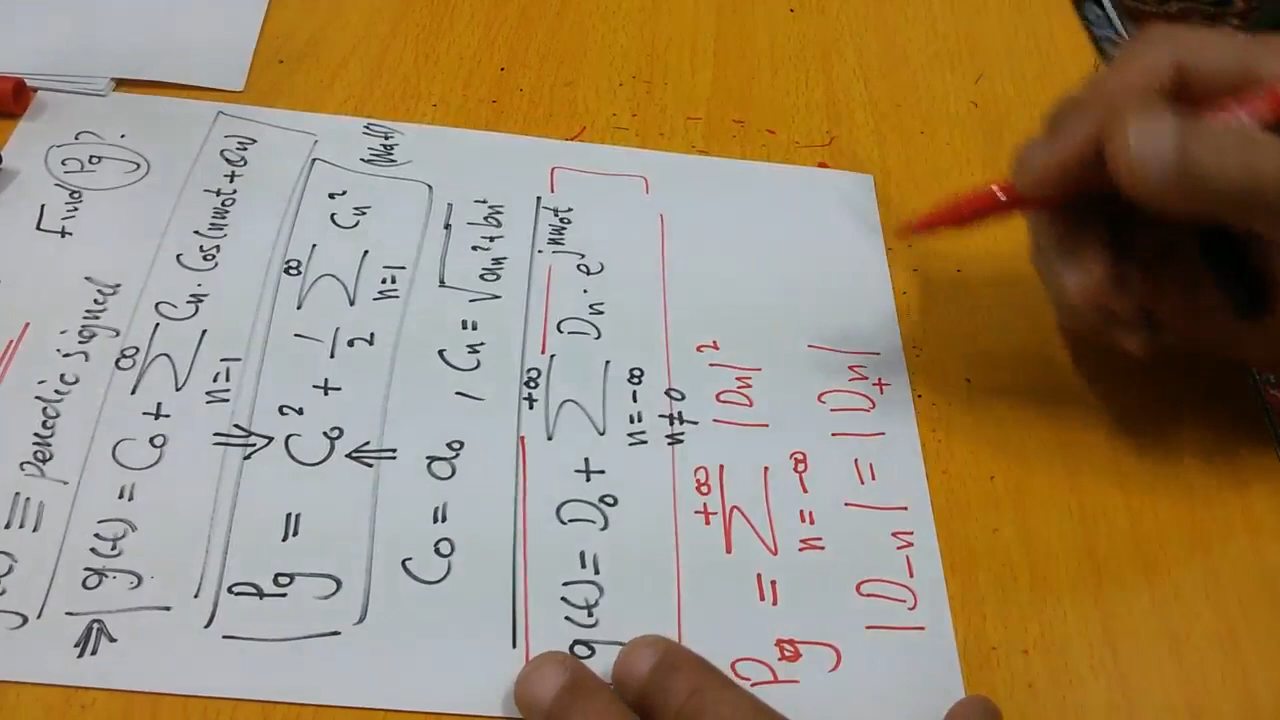 g(t) ≡ periodic signal Find Pg?
⇒ g(t) = C₀ + ∞∑n=1 Cn · Cos(nω₀t + θn)
Pg = C₀² + 1/2 ∞∑n=1 Cn² (Watt)
C₀ = a₀ , Cn = √an² + bn²
g(t) = D₀ + +∞∑n=-∞ n≠0 Dn · e^jnω₀t
Pg = +∞∑n=-∞ |Dn|²
|D-n| = |D+n|